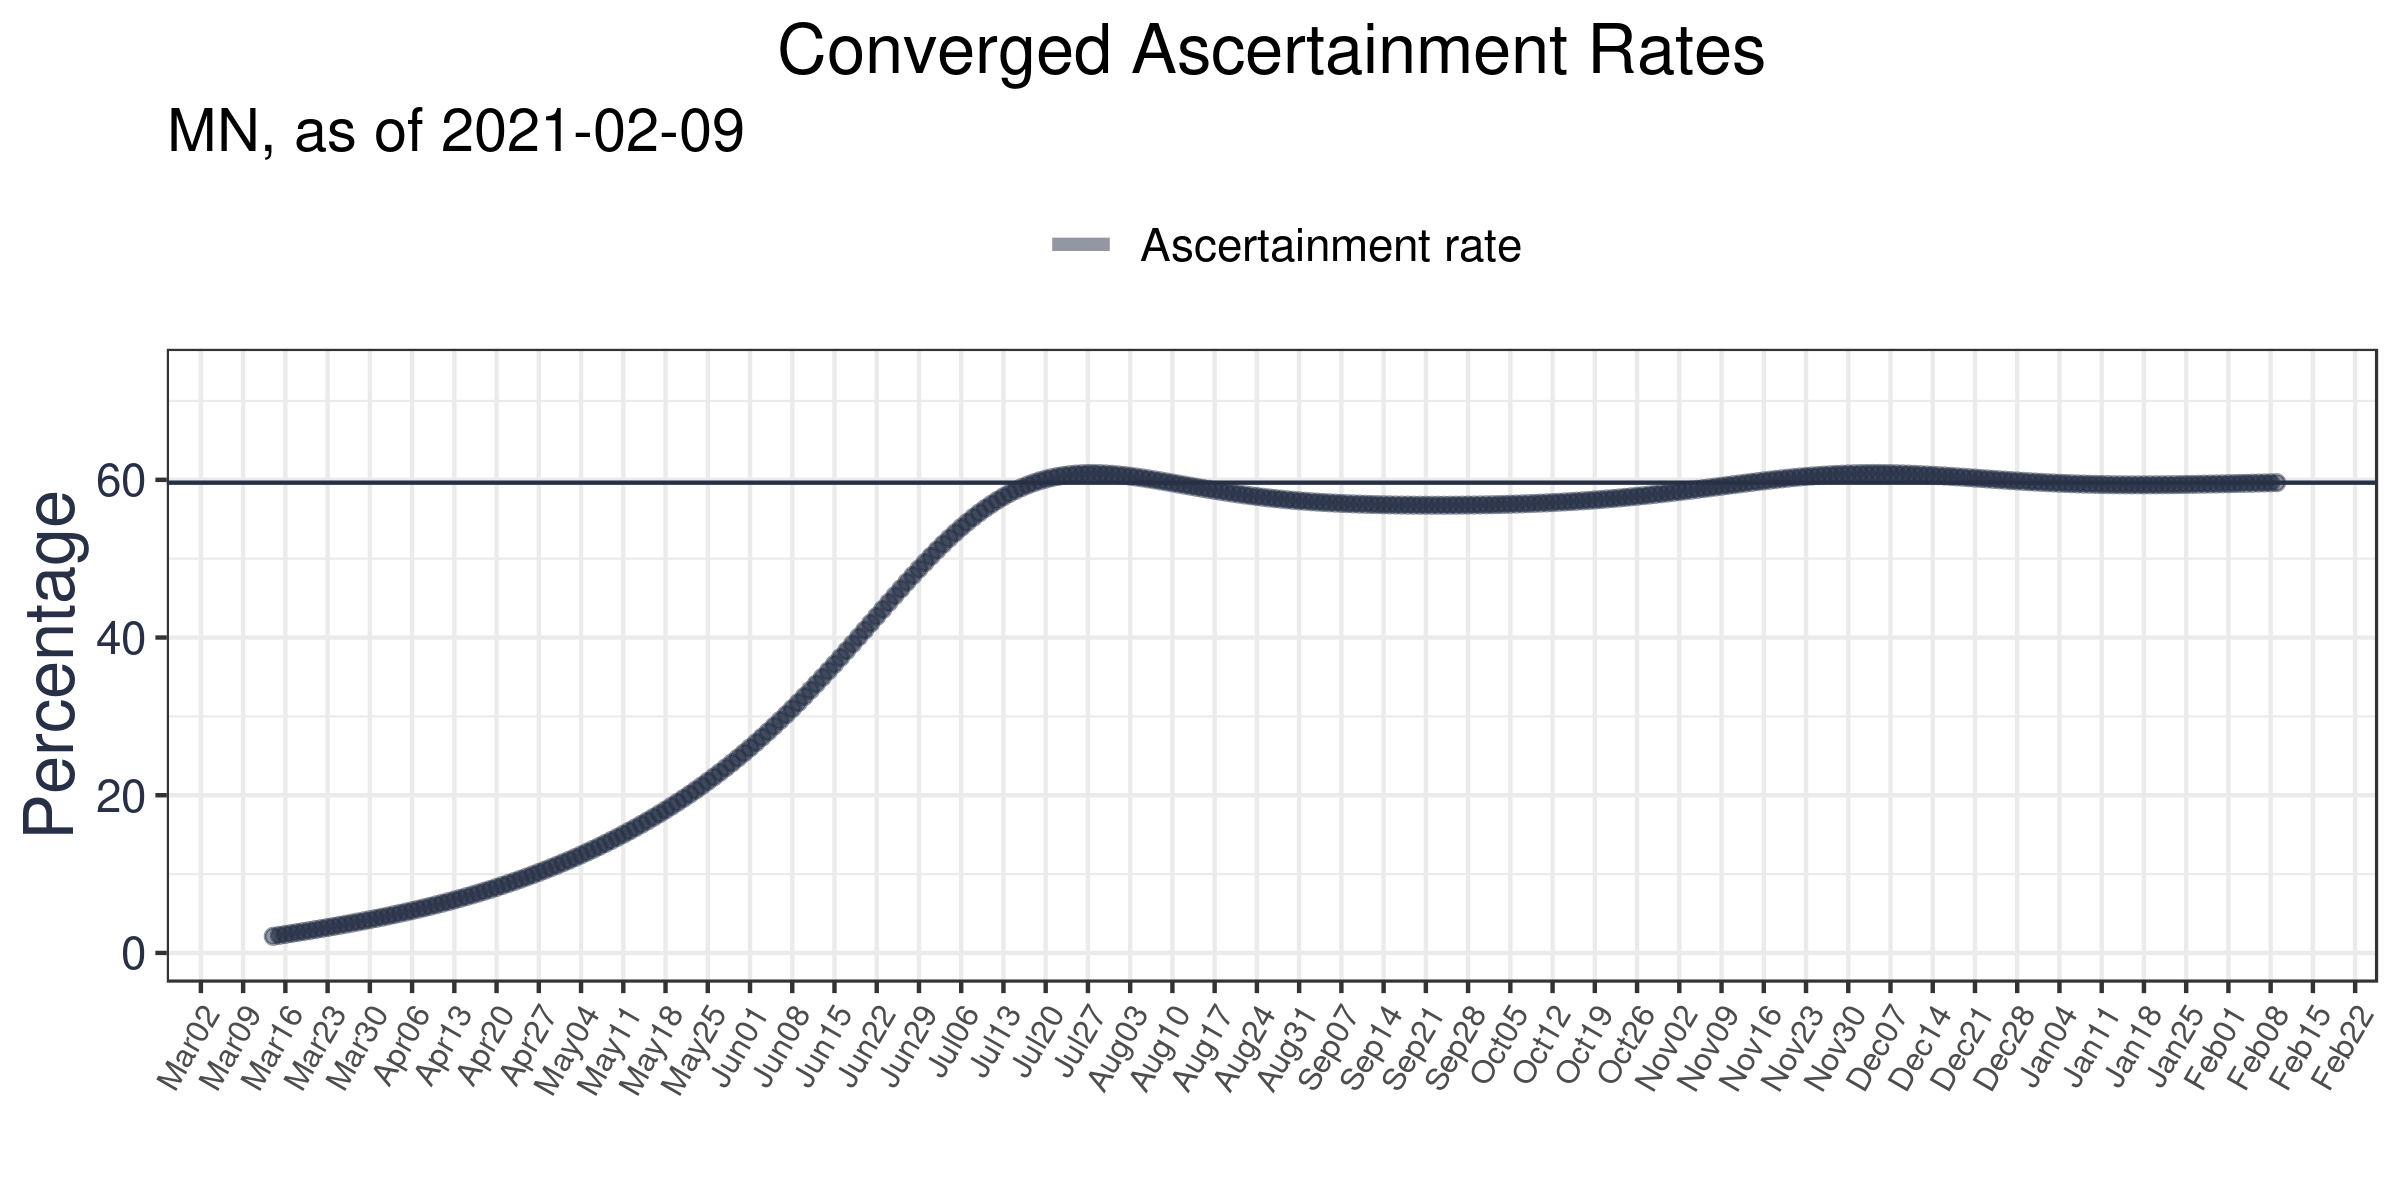 Converged Ascertainment Rates
MN, as of 2021-02-09
Ascertainment rate
Percentage
60
40
20
0
Mar02
Mar09
Mar16
Mar23
Mar30
Apr06
Apr13
Apr20
Apr27
May04
May11
May18
May25
Jun01
Jun08
Jun15
Jun22
Jun29
Jul06
Jul13
Jul20
Jul27
Aug03
Aug10
Aug17
Aug24
Aug31
Sep07
Sep14
Sep21
Sep28
Oct05
Oct12
Oct19
Oct26
Nov02
Nov09
Nov16
Nov23
Nov30
Dec07
Dec14
Dec21
Dec28
Jan04
Jan11
Jan18
Jan25
Feb01
Feb08
Feb15
Feb22